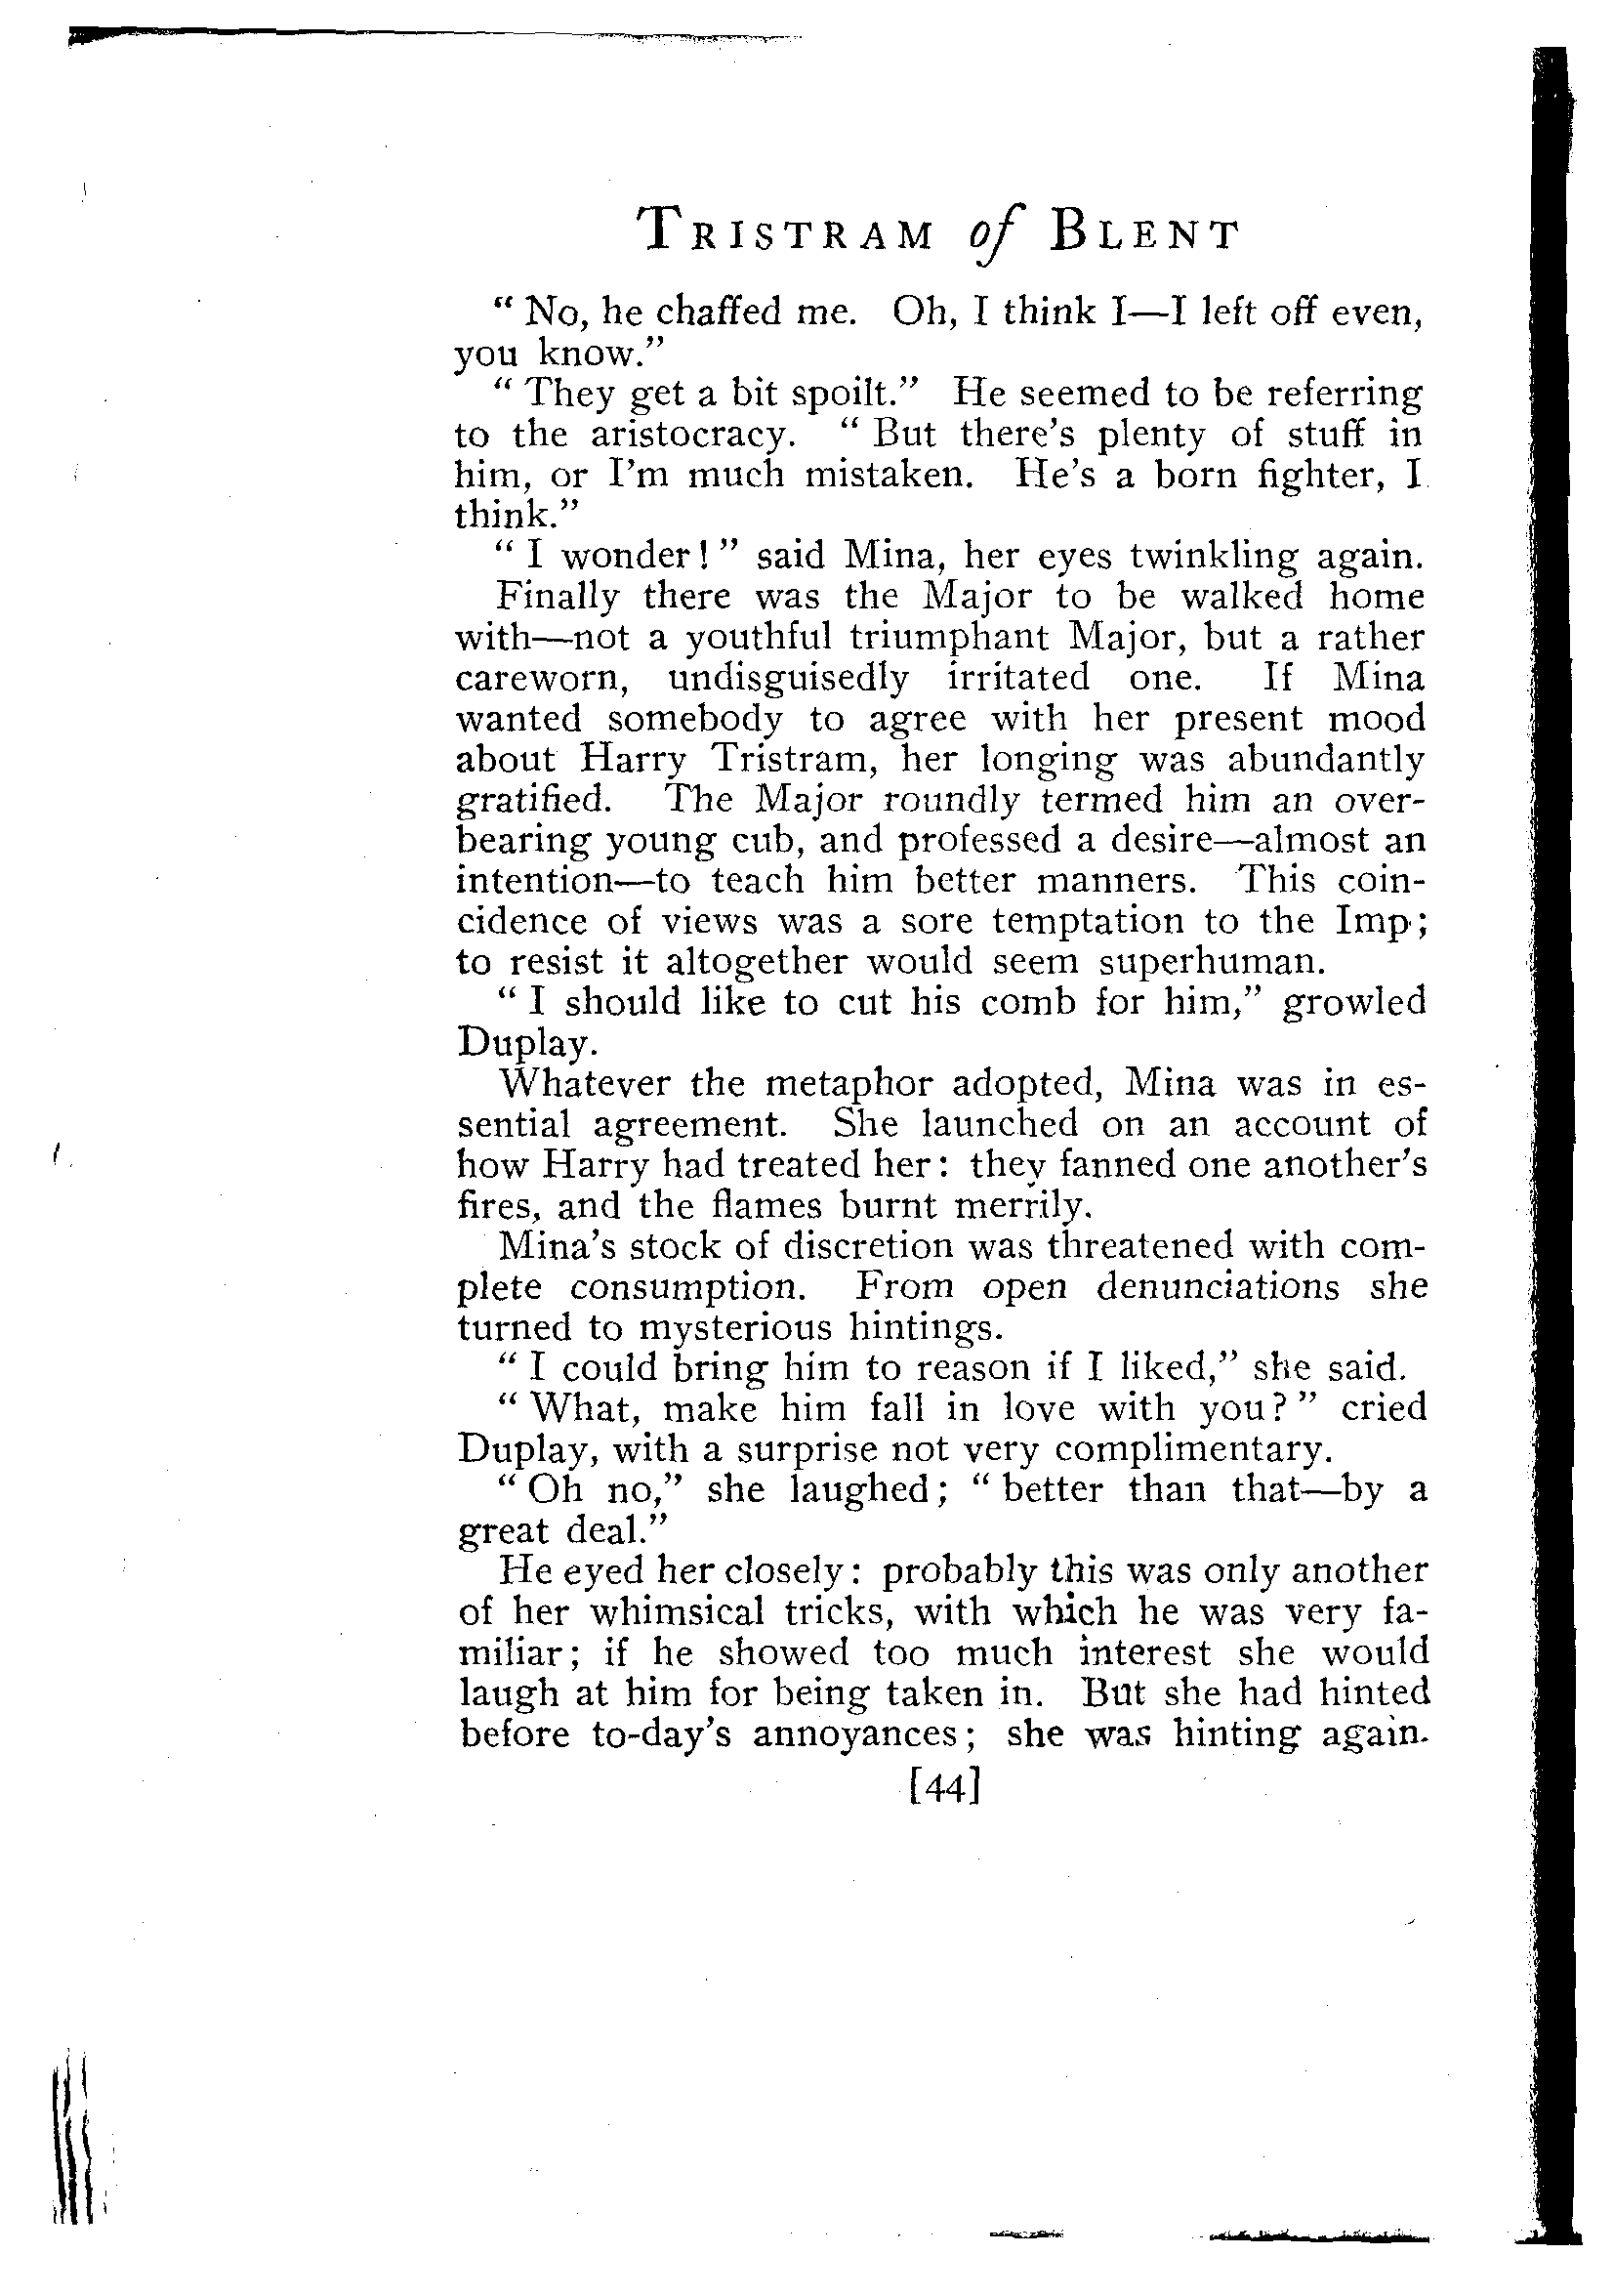 TRISTRAM of BLENT
“ No, he chaffed me. Oh, I think I—I left off even,
you know.”
“ They get a bit spoilt.” He seemed to be referring
to the aristocracy. “ But there's plenty of stuff in
him, or I'm much mistaken. He's a born fighter, I
think.”
“ I wonder! ” said Mina, her eyes twinkling again.
Finally there was the Major to be walked home
with—not a youthful triumphant Major, but a rather
careworn, undisguisedly irritated one. If Mina
wanted somebody to agree with her present mood
about Harry Tristram, her longing was abundantly
gratified. The Major roundly termed him an over-
bearing young cub, and professed a desire—almost an
intention—to teach him better manners. This coin-
cidence of views was a sore temptation to the Imp;
to resist it altogether would seem superhuman.
“ I should like to cut his comb for him,” growled
Duplay.
Whatever the metaphor adopted, Mina was in es-
sential agreement. She launched on an account of
how Harry had treated her: they fanned one another's
fires, and the flames burnt merrily.
Mina's stock of discretion was threatened with com-
plete consumption. From open denunciations she
turned to mysterious hintings.
“ I could bring him to reason if I liked,” she said.
“ What, make him fall in love with you? ” cried
Duplay, with a surprise not very complimentary.
“ Oh no,” she laughed; “ better than that—by a
great deal.”
He eyed her closely: probably this was only another
of her whimsical tricks, with which he was very fa-
miliar; if he showed too much interest she would
laugh at him for being taken in. But she had hinted
before to-day's annoyances; she was hinting again.
[44]